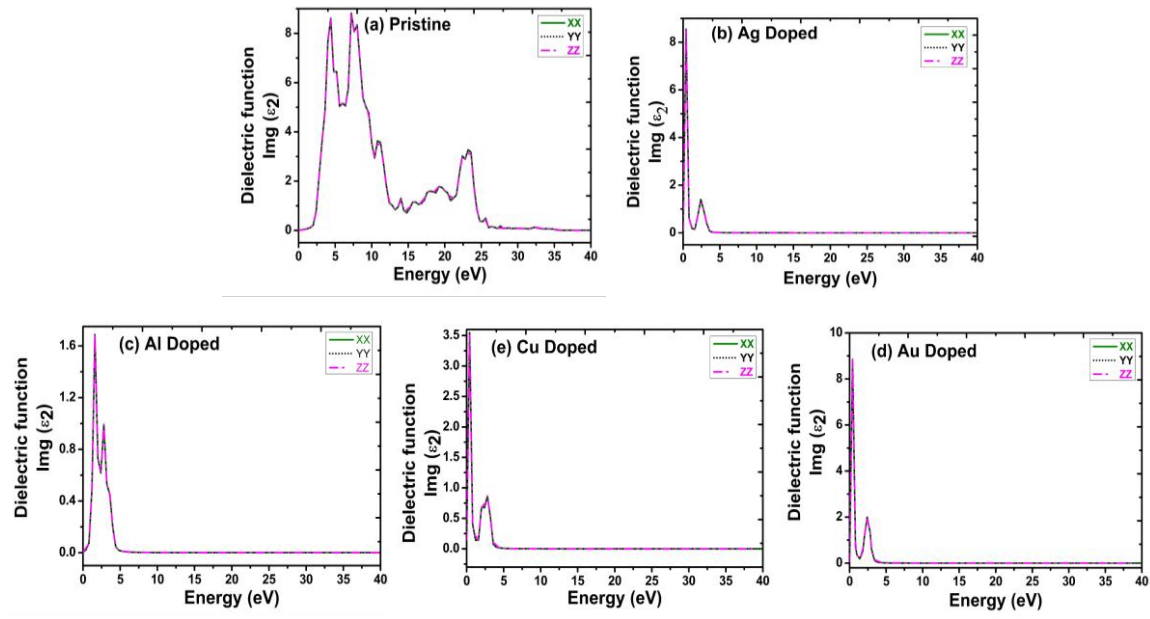 (a) Pristine
XX
YY
ZZ
Dielectric function
Img (ε2)
8
6
4
2
0
0 5 10 15 20 25 30 35 40
Energy (eV)
(b) Ag Doped
XX
YY
ZZ
Dielectric function
Img (ε2)
8
6
4
2
0
0 5 10 15 20 25 30 35 40
Energy (eV)
(c) Al Doped
XX
YY
ZZ
Dielectric function
Img (ε2)
1.6
1.2
0.8
0.4
0.0
0 5 10 15 20 25 30 35 40
Energy (eV)
(e) Cu Doped
XX
YY
ZZ
Dielectric function
Img (ε2)
3.5
3.0
2.5
2.0
1.5
1.0
0.5
0.0
0 5 10 15 20 25 30 35 40
Energy (eV)
(d) Au Doped
XX
YY
ZZ
Dielectric function
Img (ε2)
10
8
6
4
2
0
0 5 10 15 20 25 30 35 40
Energy (eV)